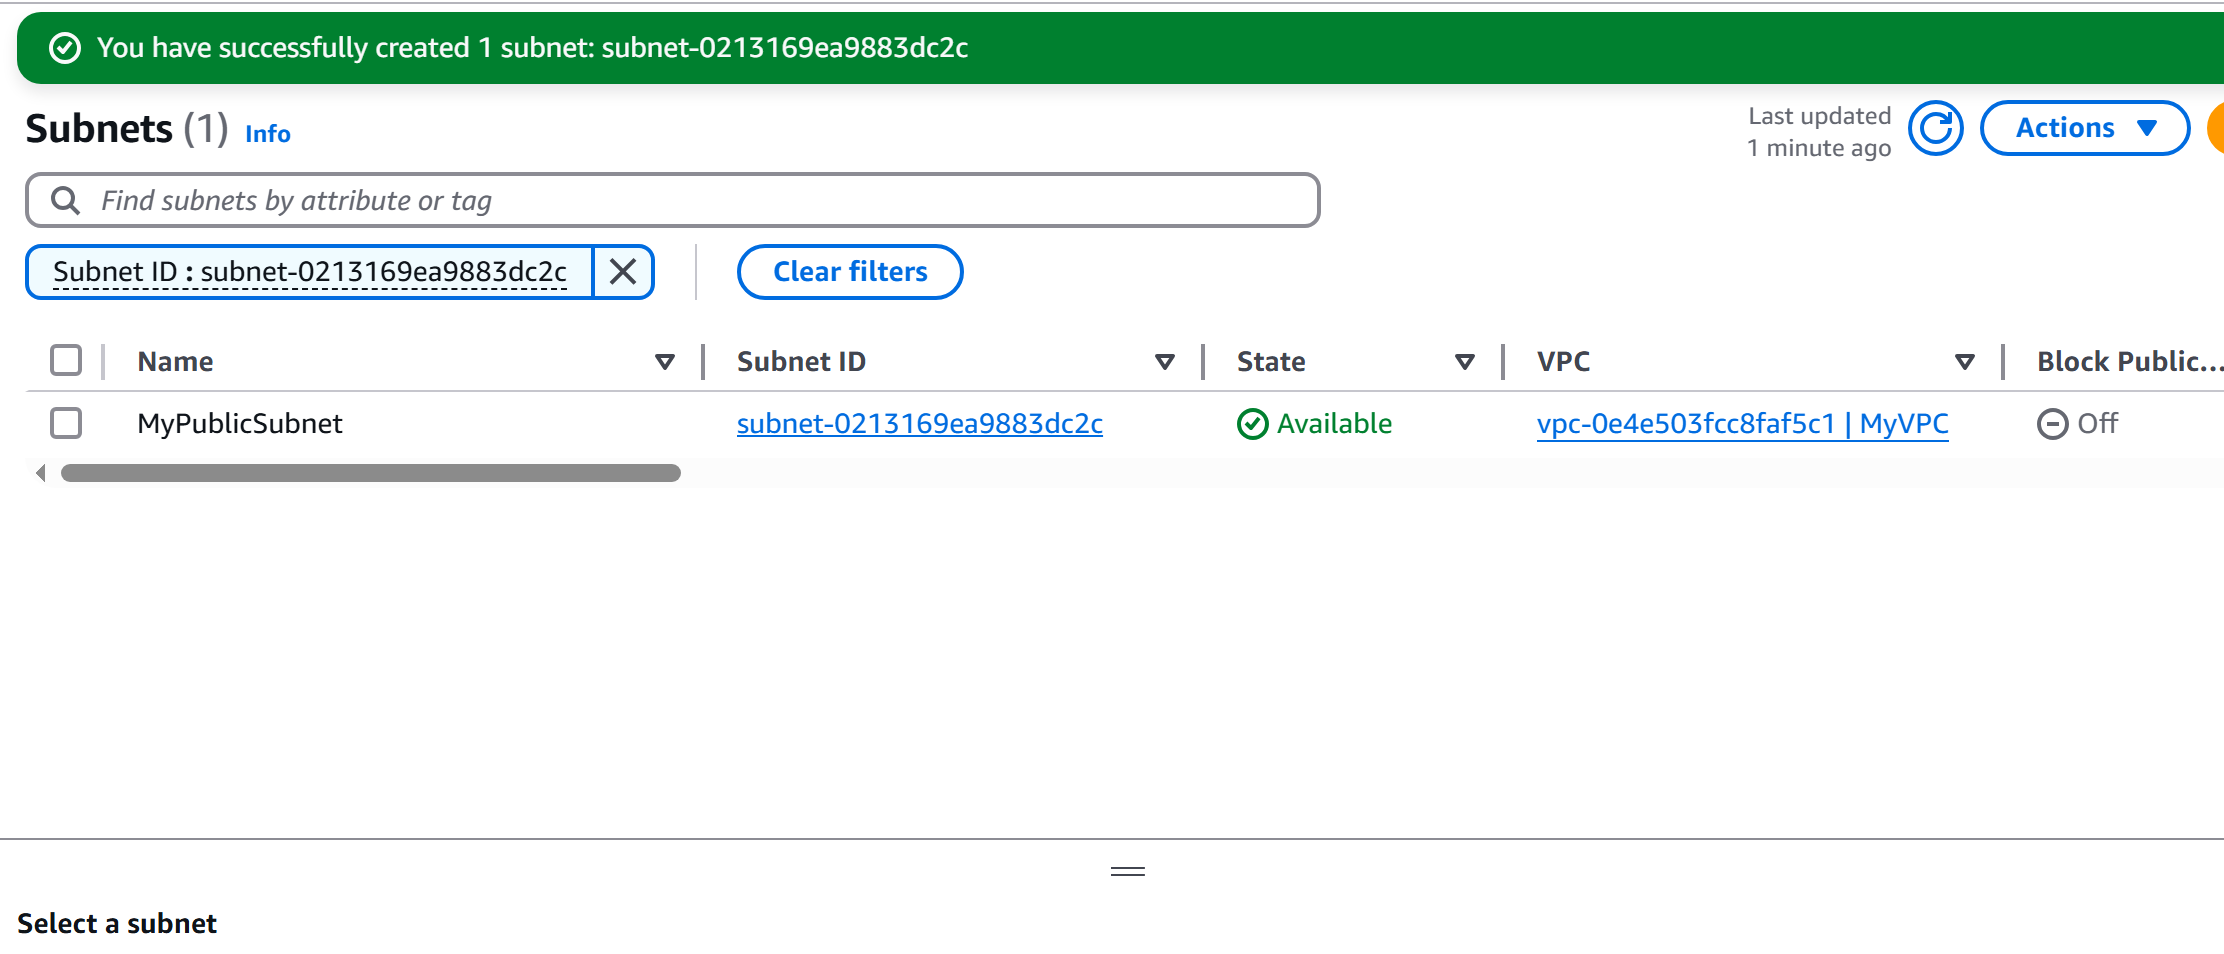 You have successfully created 1 subnet: subnet-0213169ea9883dc2c
Subnets (1) Info
Last updated
1 minute ago
Actions
Find subnets by attribute or tag
Subnet ID : subnet-0213169ea9883dc2c
Clear filters
Name Subnet ID State VPC Block Public...
MyPublicSubnet subnet-0213169ea9883dc2c Available vpc-0e4e503fcc8faf5c1 | MyVPC Off
Select a subnet